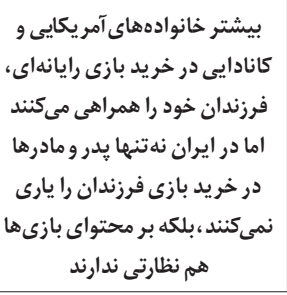 بیشتر خانواده‌های آمریکایی و
کانادایی در خرید بازی رایانه‌ای،
فرزندان خود را همراهی می‌کنند
اما در ایران نه‌تنها پدر و مادرها
در خرید بازی فرزندان را یاری
نمی‌کنند، بلکه بر محتوای بازی‌ها
هم نظارتی ندارند